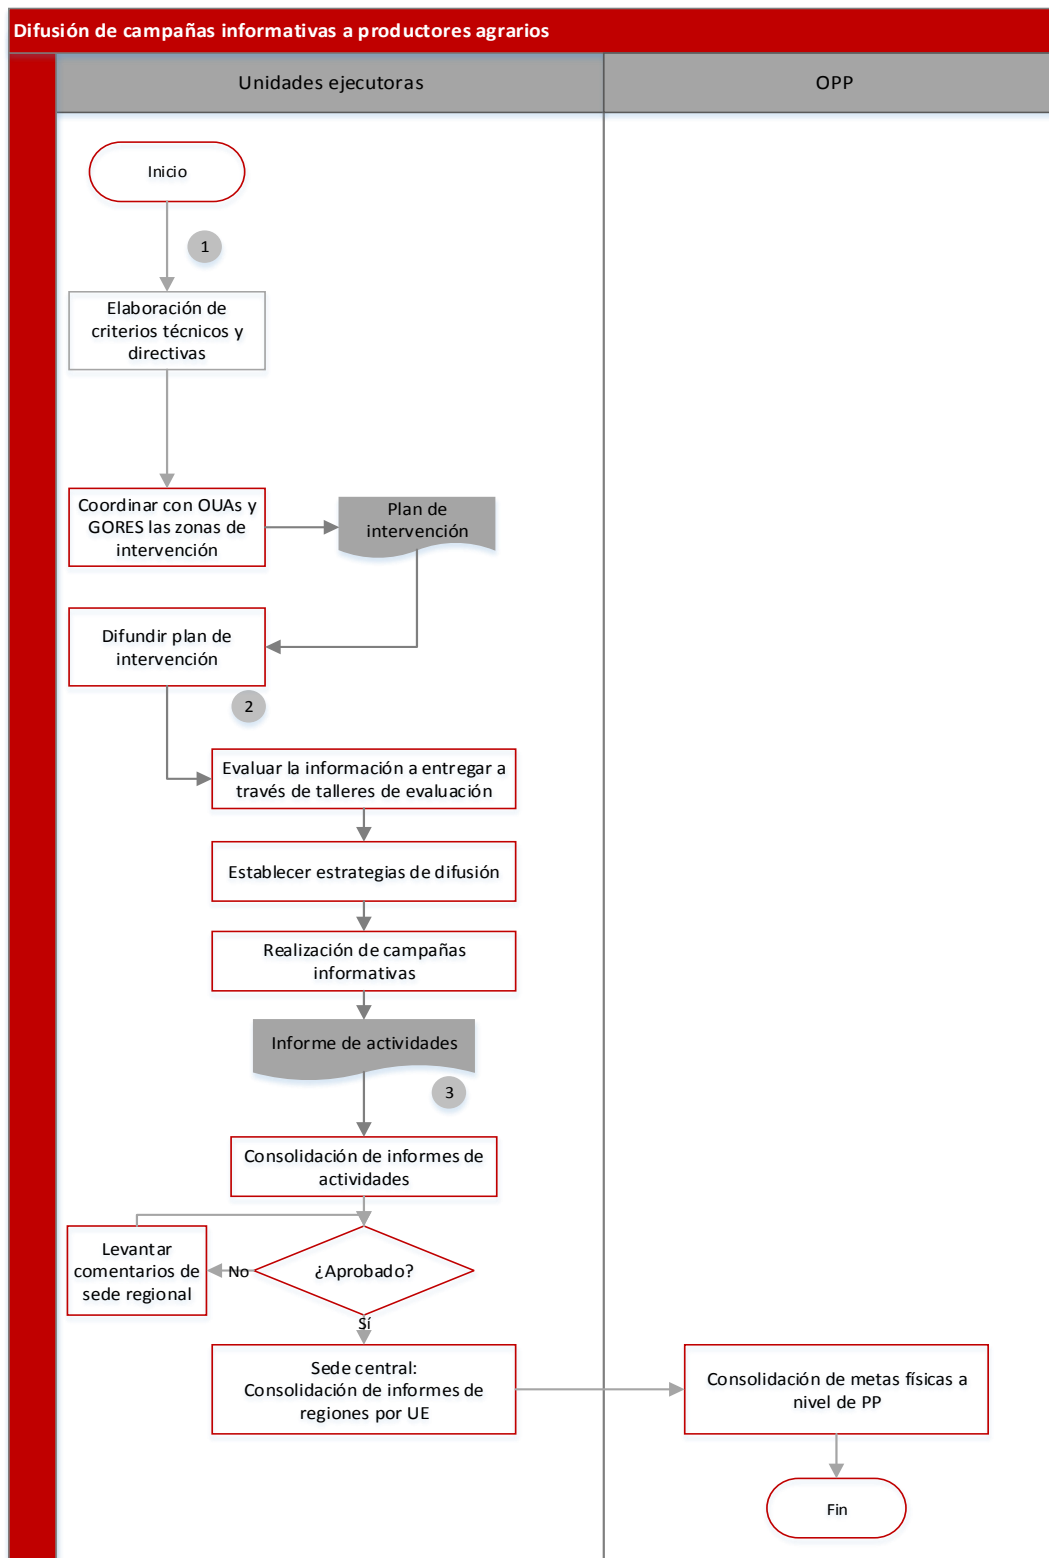 Difusión de campañas informativas a productores agrarios
Unidades ejecutoras
OPP
Inicio
1
Elaboración de
criterios técnicos y
directivas
Coordinar con OUAs y
GORES las zonas de
intervención
Plan de
intervención
Difundir plan de
intervención
2
Evaluar la información a entregar a
través de talleres de evaluación
Establecer estrategias de difusión
Realización de campañas
informativas
Informe de actividades
3
Consolidación de informes de
actividades
Levantar
comentarios de
sede regional
No
¿Aprobado?
Sí
Sede central:
Consolidación de informes de
regiones por UE
Consolidación de metas físicas a
nivel de PP
Fin